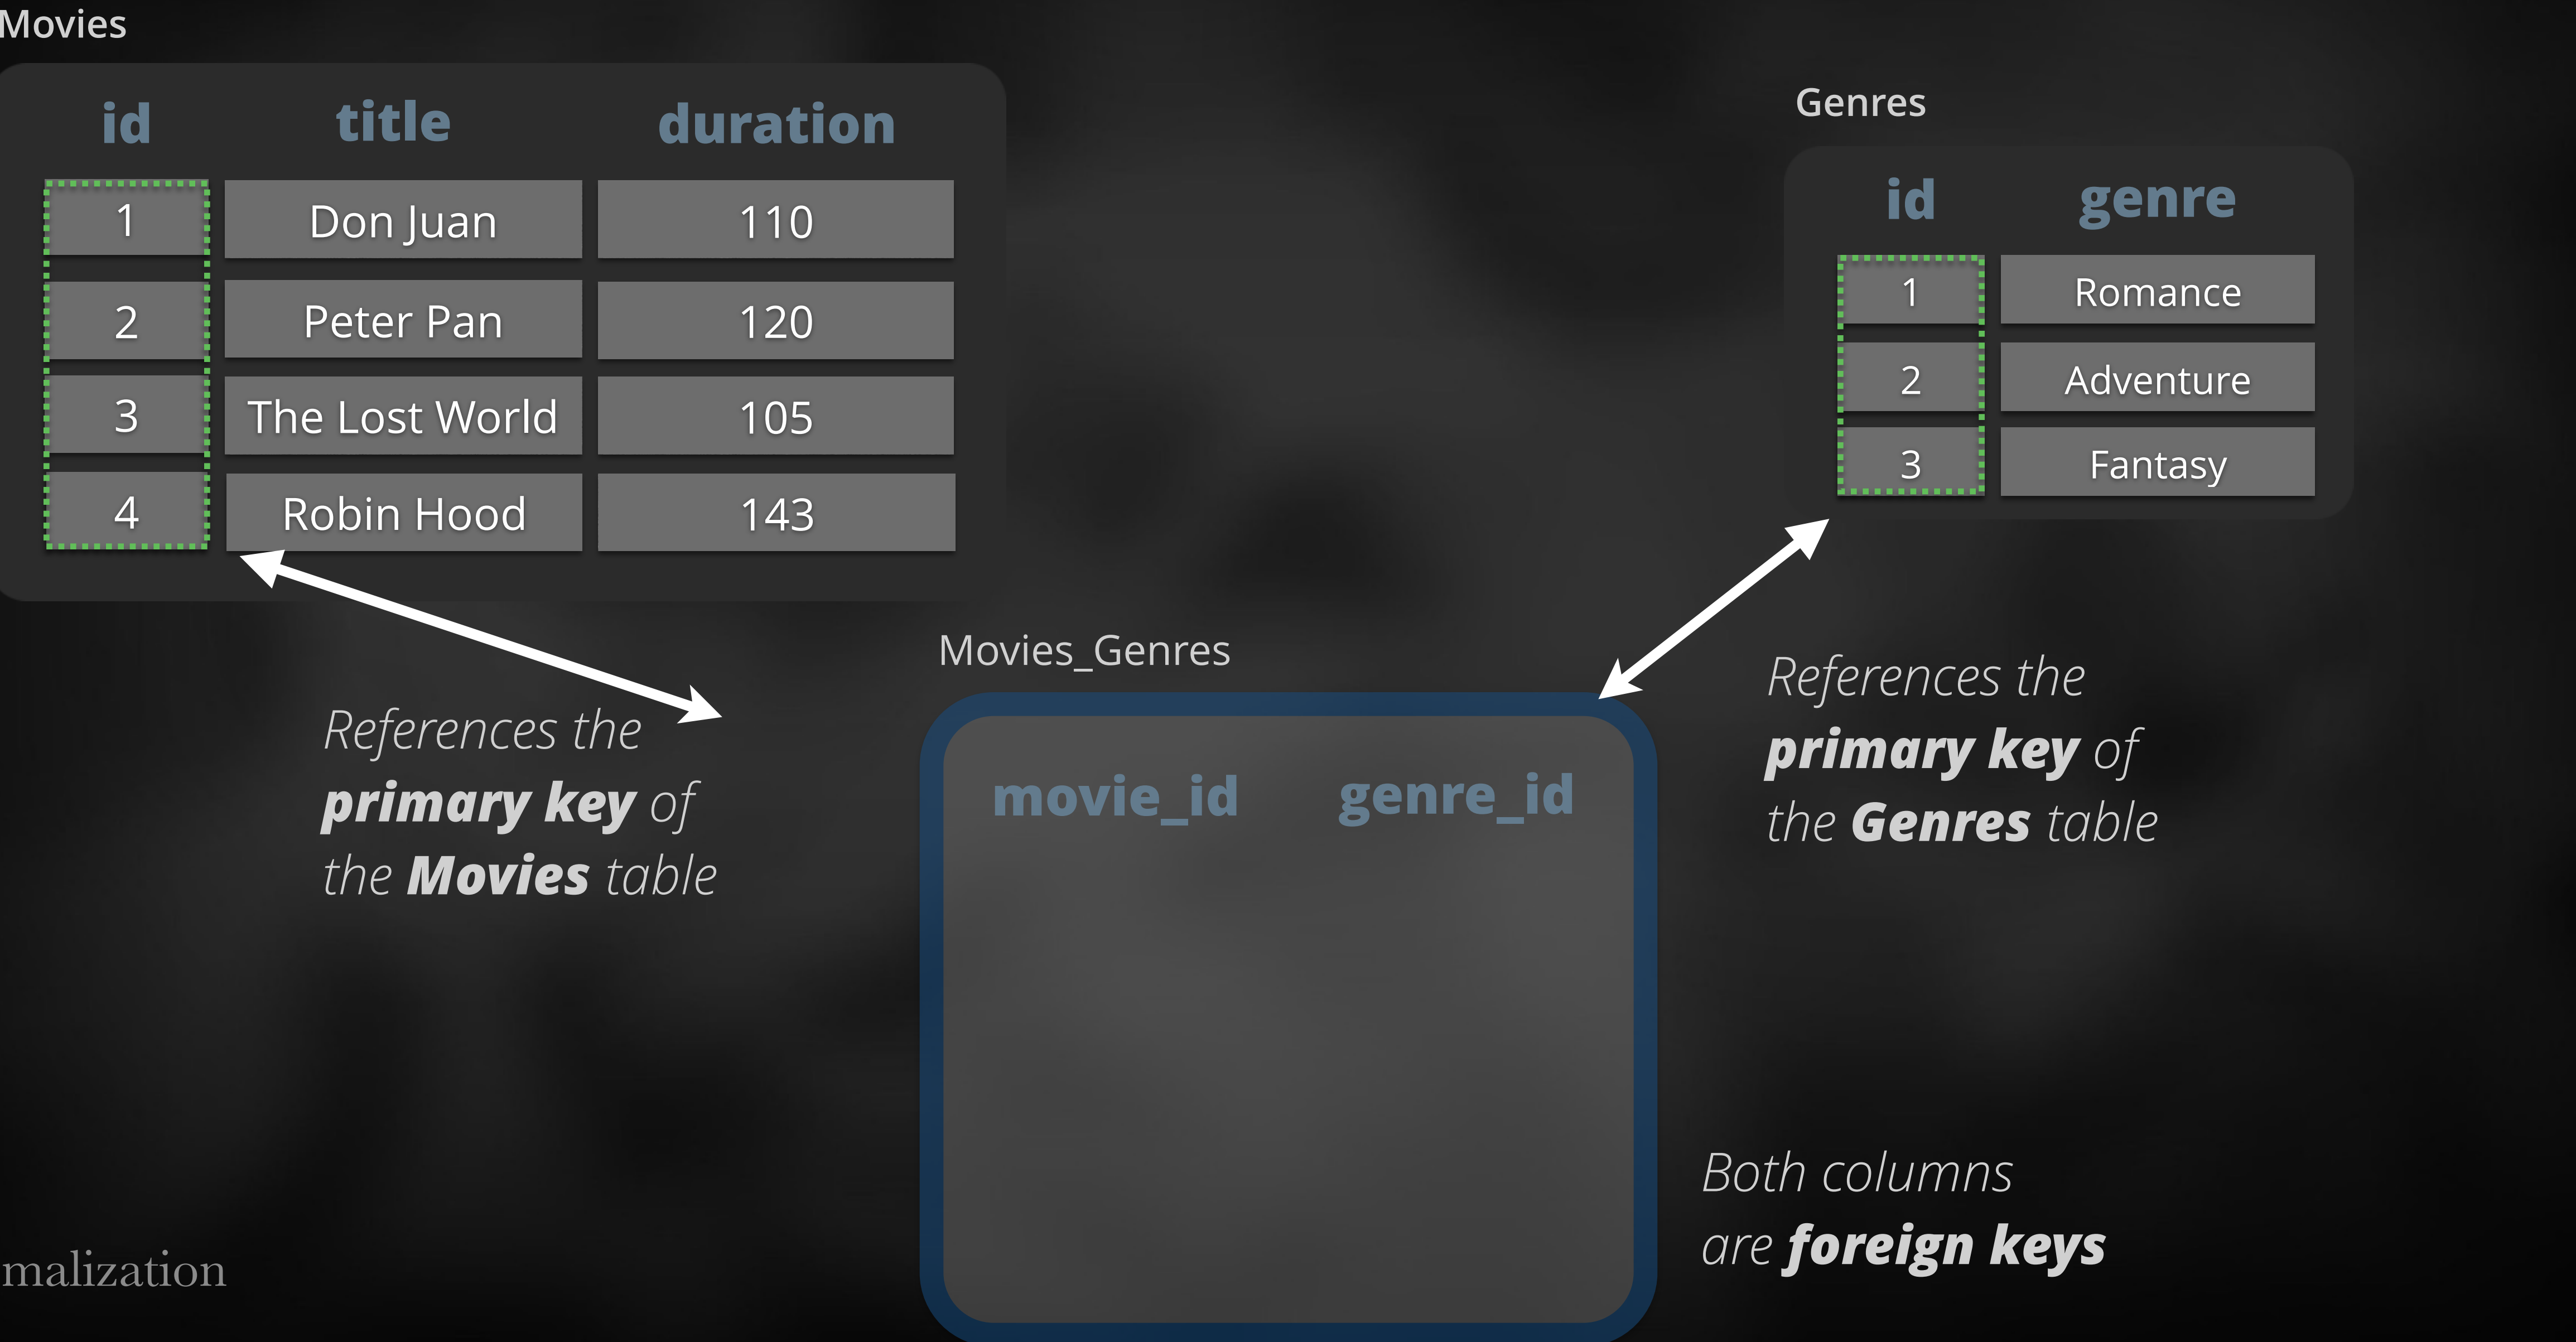 Movies
id title duration
1 Don Juan 110
2 Peter Pan 120
3 The Lost World 105
4 Robin Hood 143
Genres
id genre
1 Romance
2 Adventure
3 Fantasy
References the
primary key of
the Movies table
Movies_Genres
movie_id genre_id
References the
primary key of
the Genres table
Both columns
are foreign keys
malization